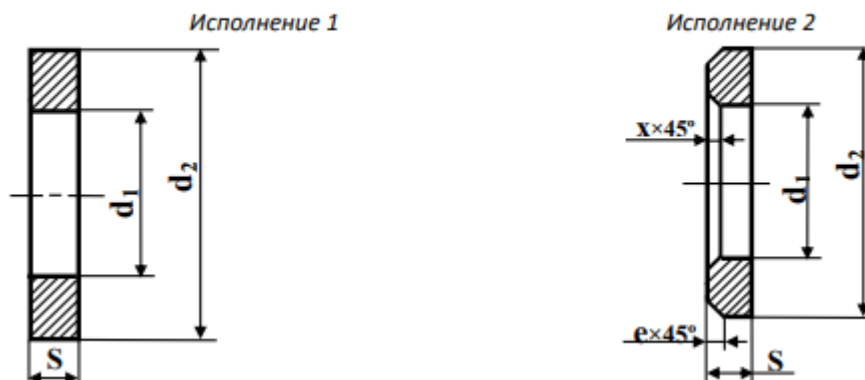 Исполнение 1
Исполнение 2
d₁
d₂
S
x×45º
d₁
d₂
e×45º
S